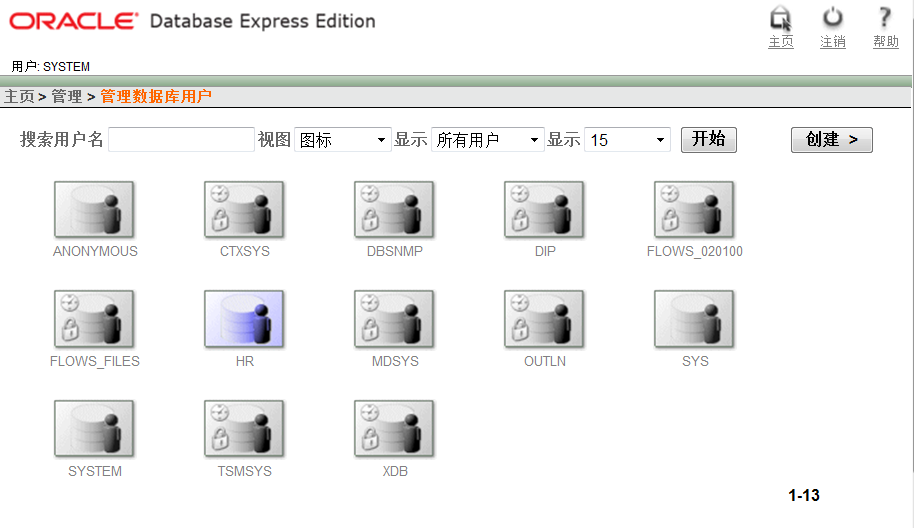 ORACLE® Database Express Edition
主页 注销 帮助
用户: SYSTEM
主页 > 管理 > 管理数据库用户
搜索用户名 视图 图标 显示 所有用户 显示 15 开始 创建 >
ANONYMOUS CTXSYS DBSNMP DIP FLOWS_020100
FLOWS_FILES HR MDSYS OUTLN SYS
SYSTEM TSMSYS XDB
1-13